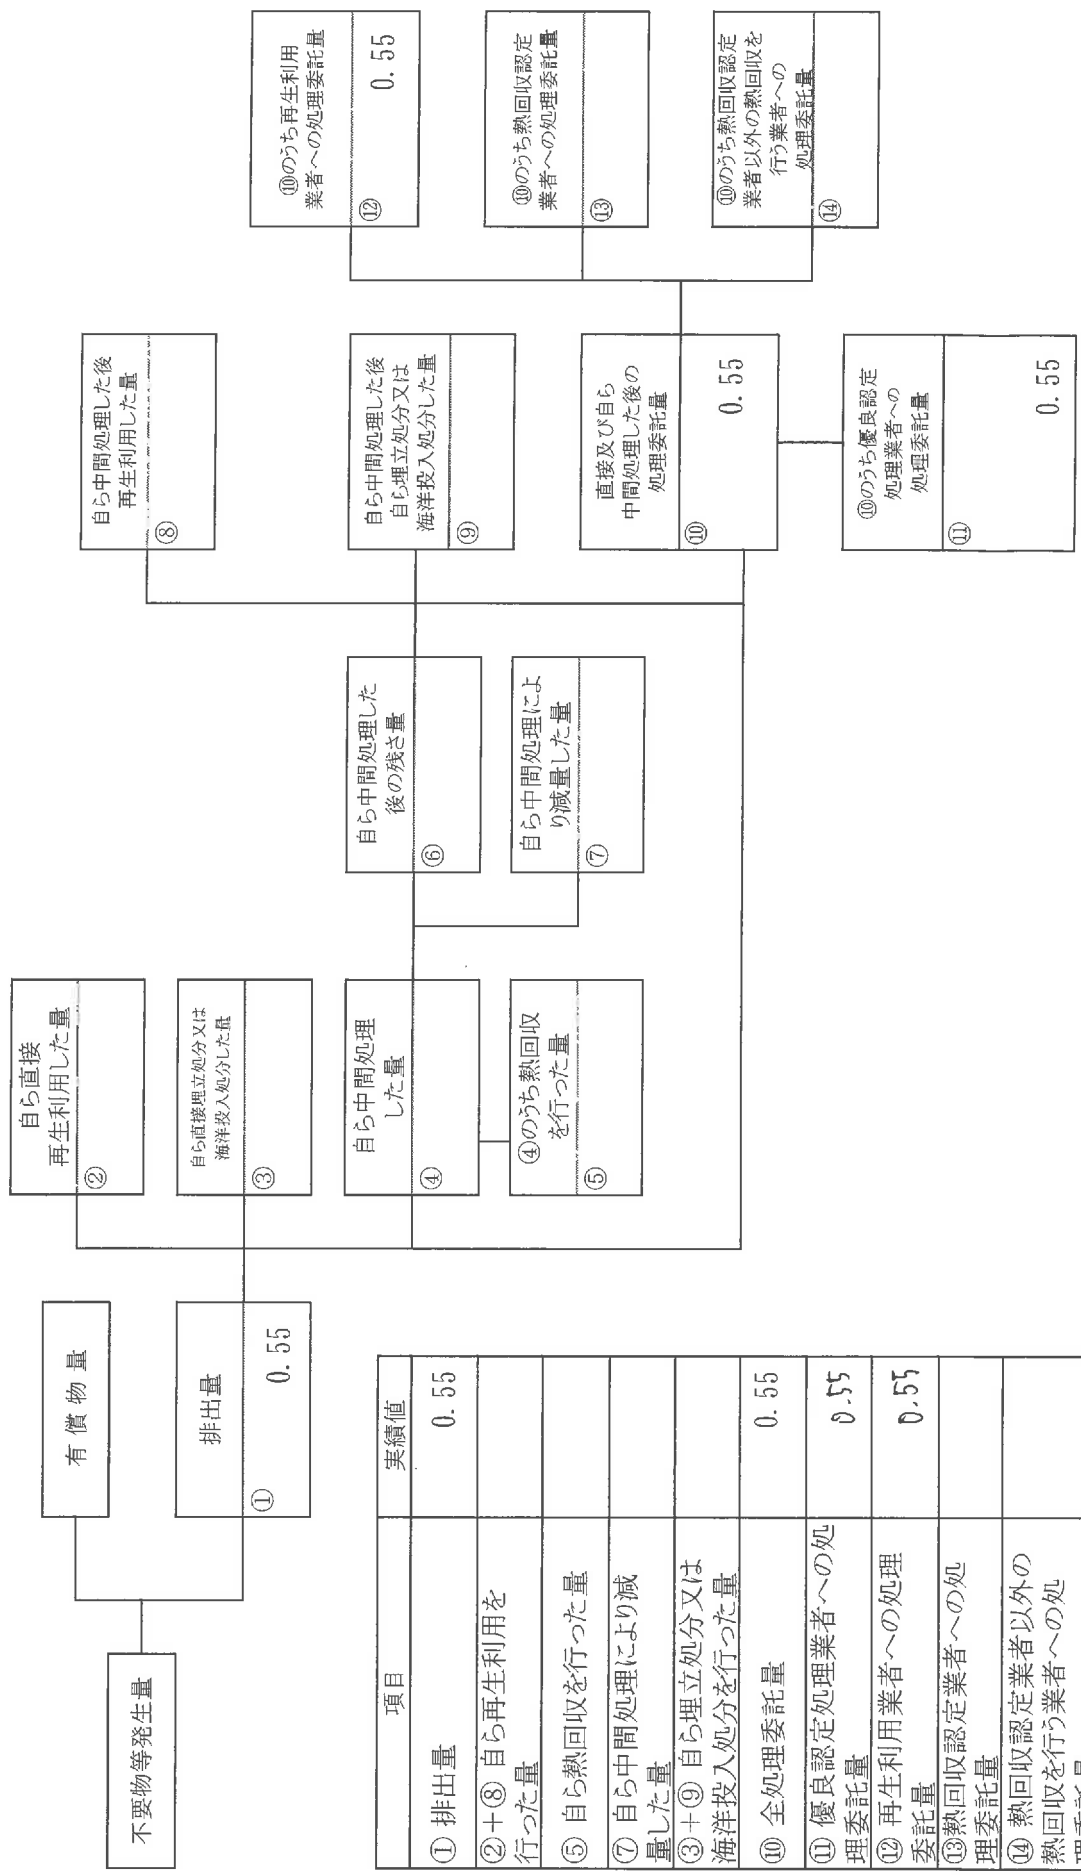 不要物等発生量
有償物量
排出量
①
0.55
自ら直接
再生利用した量
②
自ら直接埋立処分又は
海洋投入処分した量
③
自ら中間処理
した量
④
④のうち熱回収
を行った量
⑤
自ら中間処理した
後の残さ量
⑥
自ら中間処理によ
り減量した量
⑦
自ら中間処理した後
再生利用した量
⑧
自ら中間処理した後
自ら埋立処分又は
海洋投入処分した量
⑨
直接及び自ら
中間処理した後の
処理委託量
⑩
0.55
⑩のうち優良認定
処理業者への
処理委託量
⑪
0.55
⑩のうち再生利用
業者への処理委託量
⑫
0.55
⑩のうち熱回収認定
業者への処理委託量
⑬
⑩のうち熱回収認定
業者以外の熱回収を
行う業者への
処理委託量
⑭
項目 実績値
①排出量 0.55
②+⑧自ら再生利用を
行った量
⑤自ら熱回収を行った量
⑦自ら中間処理により減
量した量
③+⑨自ら埋立処分又は
海洋投入処分を行った量
⑩全処理委託量 0.55
⑪優良認定処理業者への処
理委託量 0.55
⑫再生利用業者への処理
委託量 0.55
⑬熱回収認定業者への処
理委託量
⑭熱回収認定業者以外の
熱回収を行う業者への処
理委託量